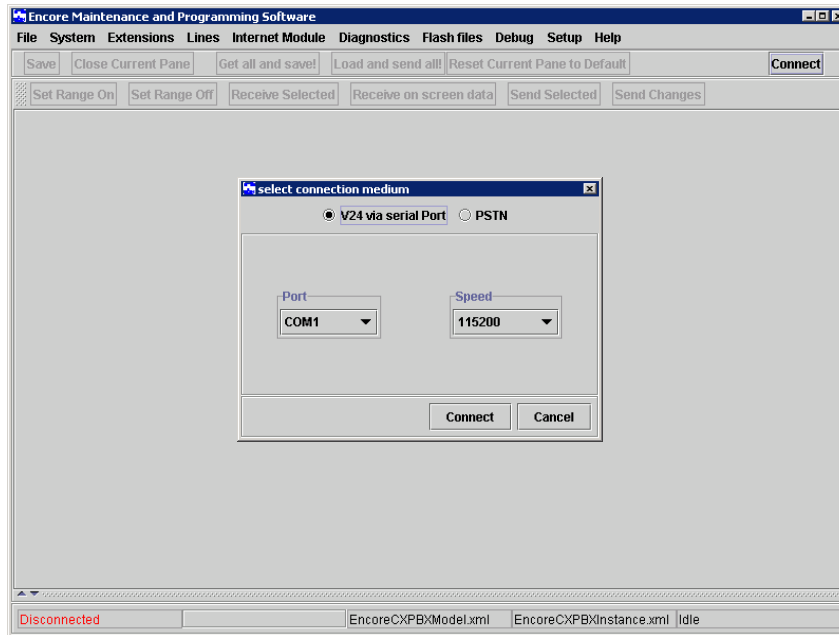 Encore Maintenance and Programming Software
File System Extensions Lines Internet Module Diagnostics Flash files Debug Setup Help
Save Close Current Pane Get all and save! Load and send all! Reset Current Pane to Default Connect
Set Range On Set Range Off Receive Selected Receive on screen data Send Selected Send Changes
select connection medium
V24 via serial Port PSTN
Port Speed
COM1 115200
Connect Cancel
Disconnected EncoreCXPBXModel.xml EncoreCXPBXInstance.xml Idle